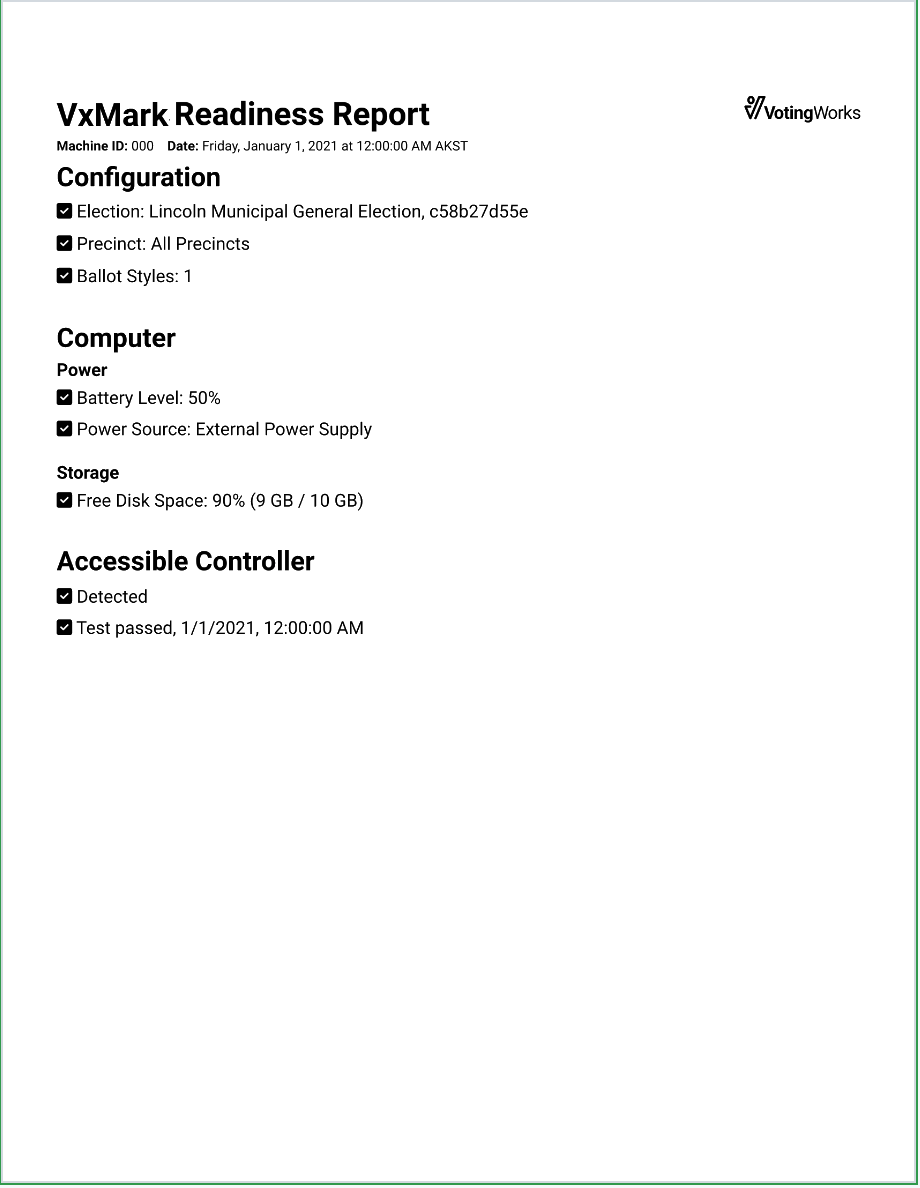 VxMark Readiness Report
VotingWorks
Machine ID: 000 Date: Friday, January 1, 2021 at 12:00:00 AM AKST
Configuration
Election: Lincoln Municipal General Election, c58b27d55e
Precinct: All Precincts
Ballot Styles: 1
Computer
Power
Battery Level: 50%
Power Source: External Power Supply
Storage
Free Disk Space: 90% (9 GB / 10 GB)
Accessible Controller
Detected
Test passed, 1/1/2021, 12:00:00 AM